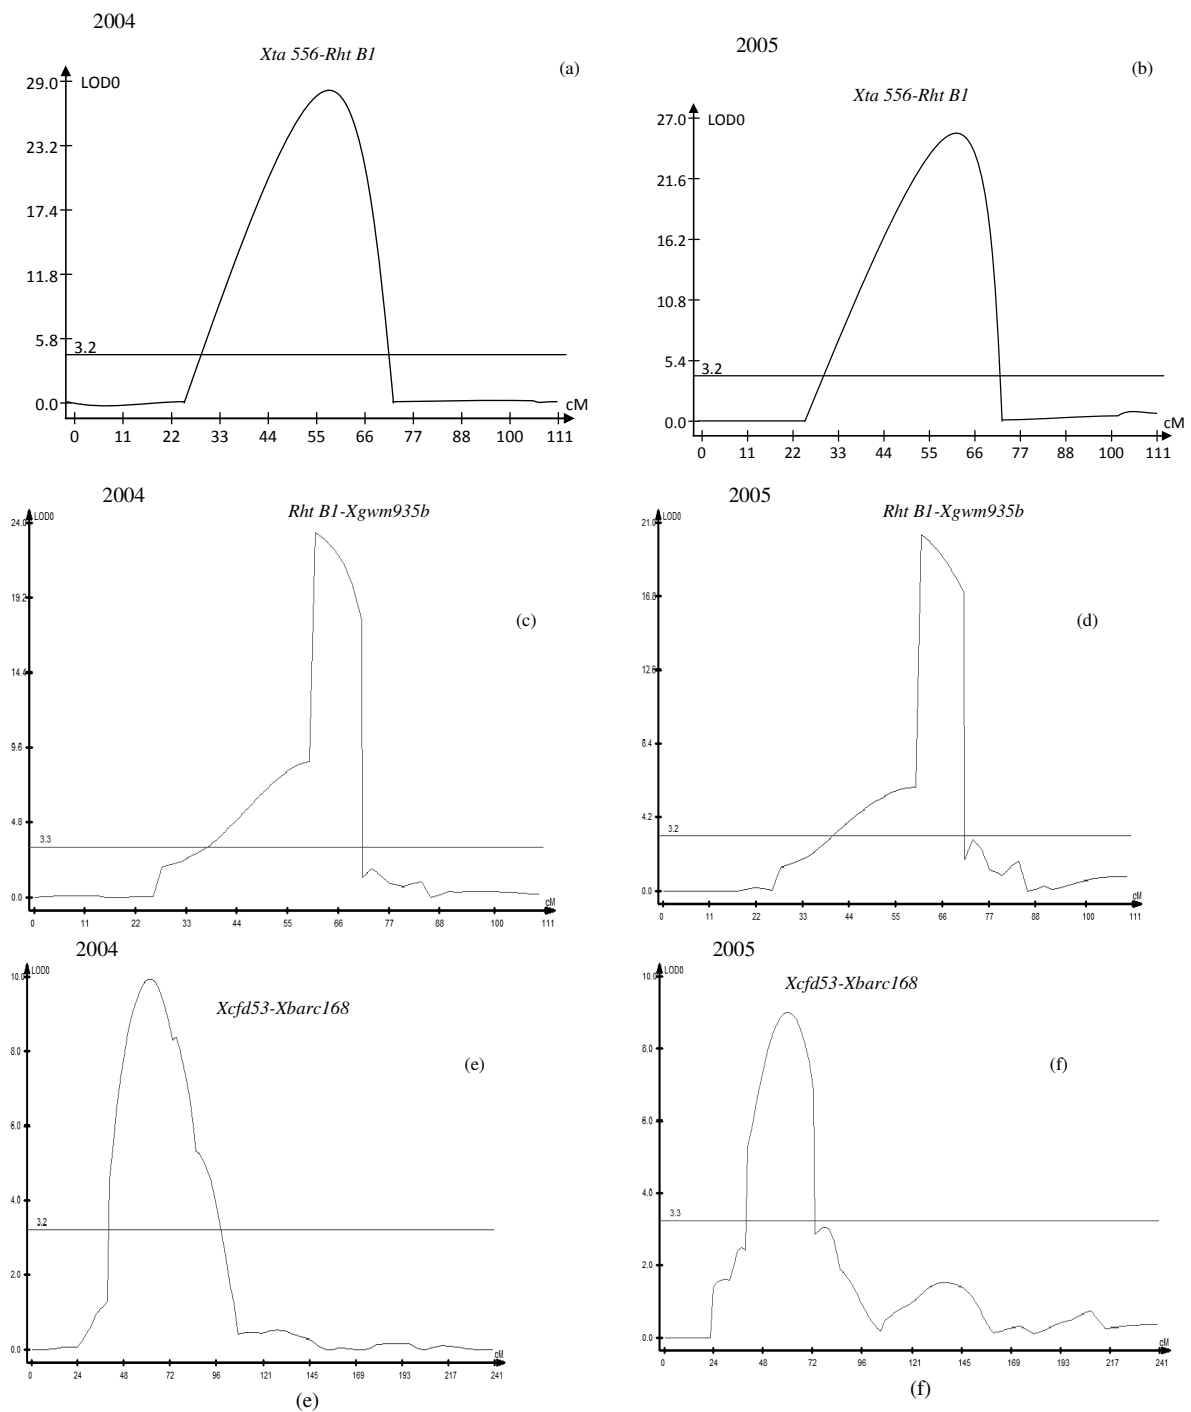 2004
Xta 556-Rht B1
(a)
LOD0
29.0
23.2
17.4
11.8
5.8
3.2
0.0
cM
0 11 22 33 44 55 66 77 88 100 111
2005
Xta 556-Rht B1
(b)
LOD0
27.0
21.6
16.2
10.8
5.4
3.2
0.0
cM
0 11 22 33 44 55 66 77 88 100 111
2004
Rht B1-Xgwm935b
(c)
LOD0
24.0
19.2
14.4
9.6
4.8
3.3
0.0
cM
0 11 22 33 44 55 66 77 88 100 111
2005
Rht B1-Xgwm935b
(d)
LOD0
21.0
16.8
12.6
8.4
4.2
3.2
0.0
cM
0 11 22 33 44 55 66 77 88 100 111
2004
Xcfd53-Xbarc168
(e)
LOD0
10.0
8.0
6.0
4.0
3.2
2.0
0.0
cM
0 24 48 72 96 121 145 169 193 217 241
(e)
2005
Xcfd53-Xbarc168
(f)
LOD0
10.0
8.0
6.0
4.0
3.3
2.0
0.0
cM
0 24 48 72 96 121 145 169 193 217 241
(f)